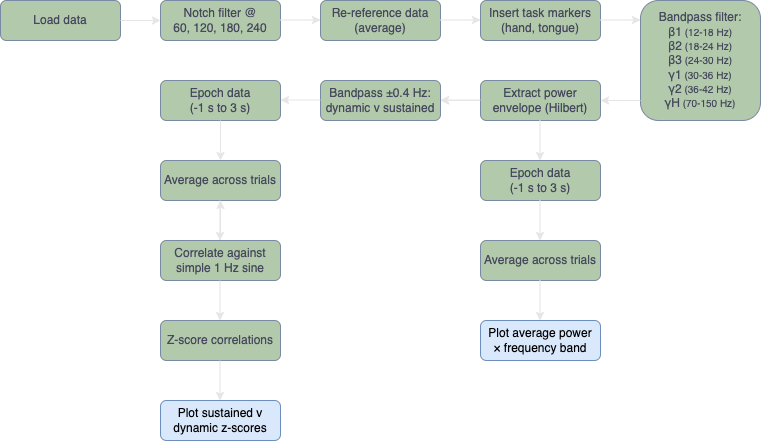 Load data
Notch filter @
60, 120, 180, 240
Re-reference data
(average)
Insert task markers
(hand, tongue)
Bandpass filter:
β1 (12-18 Hz)
β2 (18-24 Hz)
β3 (24-30 Hz)
γ1 (30-36 Hz)
γ2 (36-42 Hz)
γH (70-150 Hz)
Extract power
envelope (Hilbert)
Bandpass ±0.4 Hz:
dynamic v sustained
Epoch data
(-1 s to 3 s)
Average across trials
Correlate against
simple 1 Hz sine
Z-score correlations
Plot sustained v
dynamic z-scores
Epoch data
(-1 s to 3 s)
Average across trials
Plot average power
× frequency band